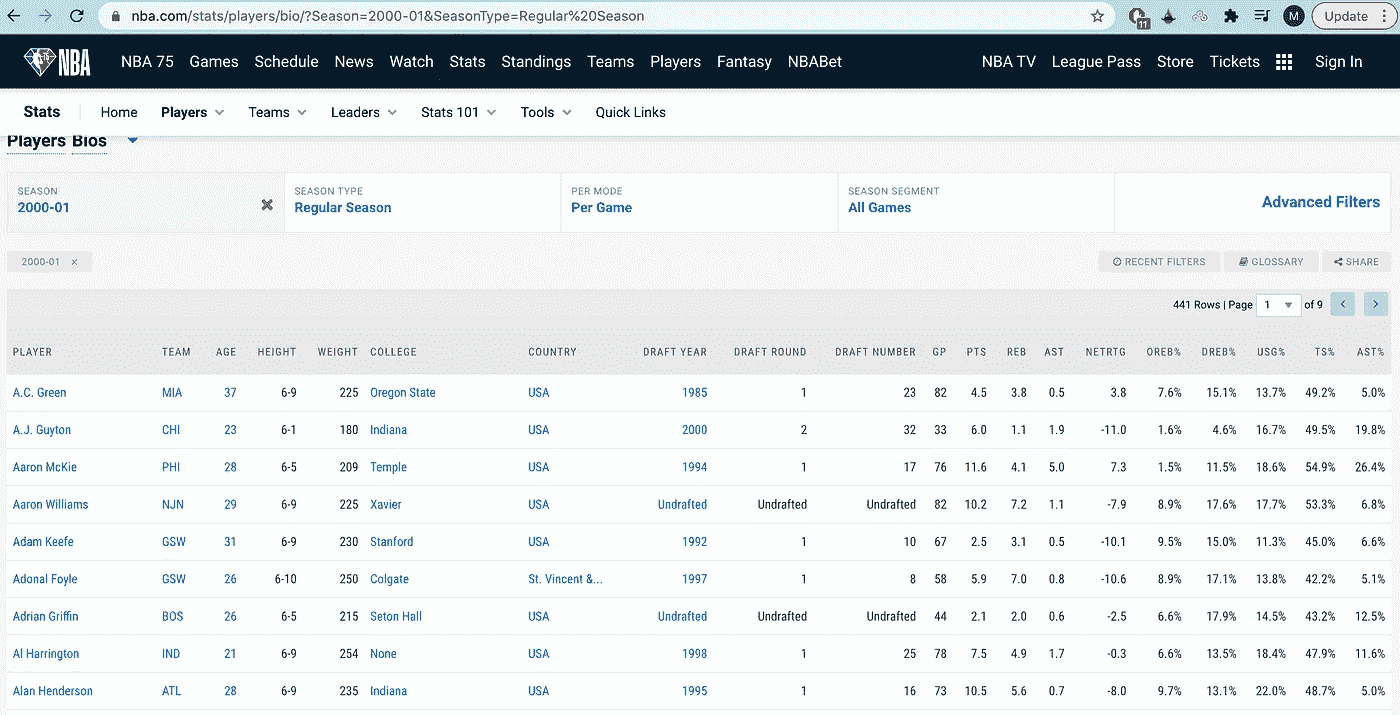 nba.com/stats/players/bio/?Season=2000-01&SeasonType=Regular%20Season
11
M
Update
NBA NBA 75 Games Schedule News Watch Stats Standings Teams Players Fantasy NBABet NBA TV League Pass Store Tickets Sign In
Stats Home Players Teams Leaders Stats 101 Tools Quick Links
Players Bios
SEASON SEASON TYPE PER MODE SEASON SEGMENT
2000-01 Regular Season Per Game All Games Advanced Filters
2000-01 × RECENT FILTERS GLOSSARY SHARE
441 Rows | Page 1 of 9
PLAYER TEAM AGE HEIGHT WEIGHT COLLEGE COUNTRY DRAFT YEAR DRAFT ROUND DRAFT NUMBER GP PTS REB AST NETRTG OREB% DREB% USG% TS% AST%
A.C. Green MIA 37 6-9 225 Oregon State USA 1985 1 23 82 4.5 3.8 0.5 3.8 7.6% 15.1% 13.7% 49.2% 5.0%
A.J. Guyton CHI 23 6-1 180 Indiana USA 2000 2 32 33 6.0 1.1 1.9 -11.0 1.6% 4.6% 16.7% 49.5% 19.8%
Aaron McKie PHI 28 6-5 209 Temple USA 1994 1 17 76 11.6 4.1 5.0 7.3 1.5% 11.5% 18.6% 54.9% 26.4%
Aaron Williams NJN 29 6-9 225 Xavier USA Undrafted Undrafted Undrafted 82 10.2 7.2 1.1 -7.9 8.9% 17.6% 17.7% 53.3% 6.8%
Adam Keefe GSW 31 6-9 230 Stanford USA 1992 1 10 67 2.5 3.1 0.5 -10.1 9.5% 15.0% 11.3% 45.0% 6.6%
Adonal Foyle GSW 26 6-10 250 Colgate St. Vincent &... 1997 1 8 58 5.9 7.0 0.8 -10.6 8.9% 17.1% 13.8% 42.2% 5.1%
Adrian Griffin BOS 26 6-5 215 Seton Hall USA Undrafted Undrafted Undrafted 44 2.1 2.0 0.6 -2.5 6.6% 17.9% 14.5% 43.2% 12.5%
Al Harrington IND 21 6-9 254 None USA 1998 1 25 78 7.5 4.9 1.7 -0.3 6.6% 13.5% 18.4% 47.9% 11.6%
Alan Henderson ATL 28 6-9 235 Indiana USA 1995 1 16 73 10.5 5.6 0.7 -8.0 9.7% 13.1% 22.0% 48.7% 5.0%